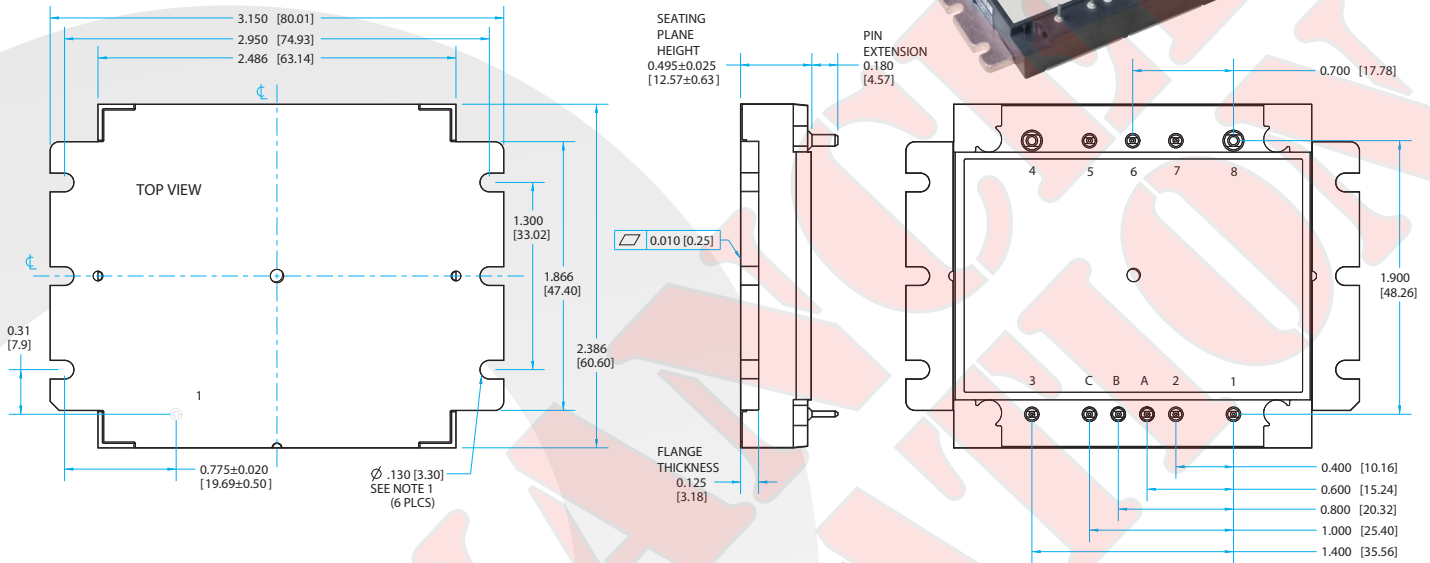 3.150 [80.01]
2.950 [74.93]
2.486 [63.14]
℄
℄
TOP VIEW
1.300
[33.02]
1.866
[47.40]
2.386
[60.60]
0.31
[7.9]
1
0.775±0.020
[19.69±0.50]
Ø .130 [3.30]
SEE NOTE 1
(6 PLCS)
SEATING
PLANE
HEIGHT
0.495±0.025
[12.57±0.63]
PIN
EXTENSION
0.180
[4.57]
0.010 [0.25]
FLANGE
THICKNESS
0.125
[3.18]
0.700 [17.78]
4 5 6 7 8
1.900
[48.26]
3 C B A 2 1
0.400 [10.16]
0.600 [15.24]
0.800 [20.32]
1.000 [25.40]
1.400 [35.56]